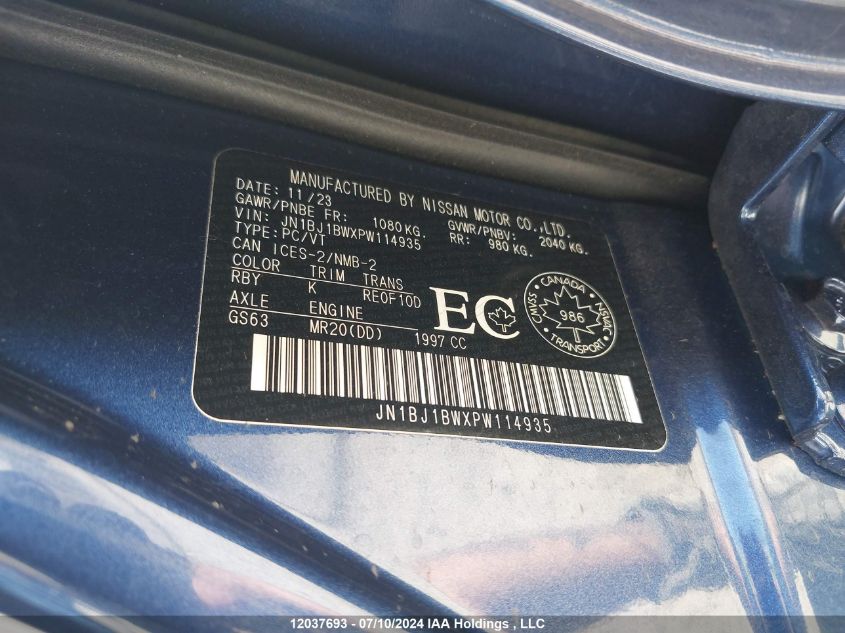 MANUFACTURED BY NISSAN MOTOR CO.,LTD.
DATE: 11/23
GAWR/PNBE FR: 1080KG. GVWR/PNBV: 2040 KG.
VIN: JN1BJ1BWXPW114935 RR: 980 KG.
TYPE: PC/VT
CAN ICES-2/NMB-2
COLOR TRIM TRANS
RBY K RE0F10D
AXLE ENGINE
GS63 MR20(DD) 1997 CC
EC
CANADA
CMVSS
986
NSVAC
TRANSPORT
JN1BJ1BWXPW114935
12037693 - 07/10/2024 IAA Holdings , LLC